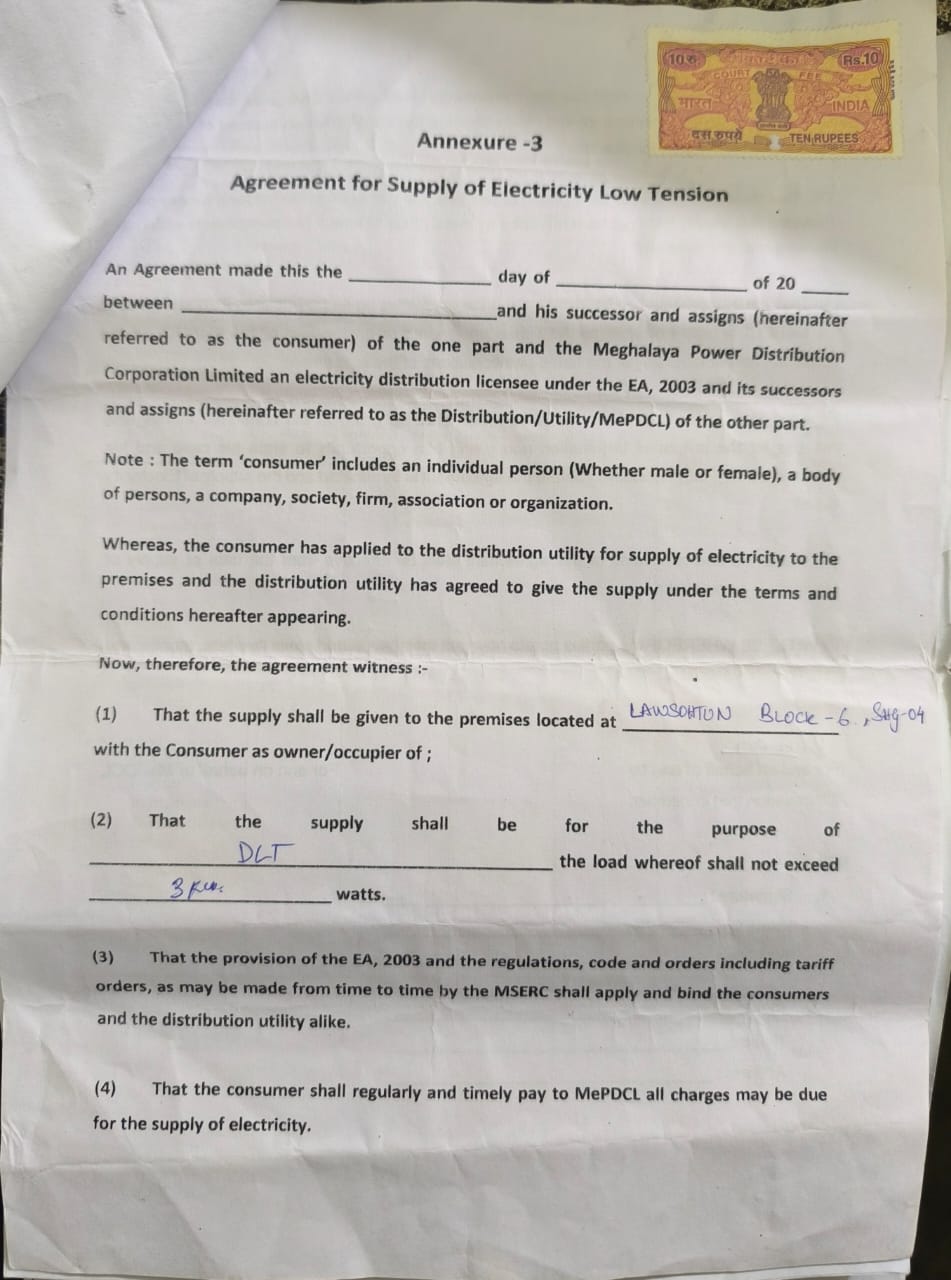 10रु
Rs.10
COURT FEE
भारत
INDIA
दस रुपये
TEN RUPEES
Annexure -3
Agreement for Supply of Electricity Low Tension
An Agreement made this the ____________ day of ________________ of 20 ____
between ___________________________and his successor and assigns (hereinafter
referred to as the consumer) of the one part and the Meghalaya Power Distribution
Corporation Limited an electricity distribution licensee under the EA, 2003 and its successors
and assigns (hereinafter referred to as the Distribution/Utility/MePDCL) of the other part.
Note : The term ‘consumer’ includes an individual person (Whether male or female), a body
of persons, a company, society, firm, association or organization.
Whereas, the consumer has applied to the distribution utility for supply of electricity to the
premises and the distribution utility has agreed to give the supply under the terms and
conditions hereafter appearing.
Now, therefore, the agreement witness :-
(1) That the supply shall be given to the premises located at LAWSOHTUN BLOCK - 6, SHG-04
with the Consumer as owner/occupier of ;
(2) That the supply shall be for the purpose of
DLT the load whereof shall not exceed
3 KW. watts.
(3) That the provision of the EA, 2003 and the regulations, code and orders including tariff
orders, as may be made from time to time by the MSERC shall apply and bind the consumers
and the distribution utility alike.
(4) That the consumer shall regularly and timely pay to MePDCL all charges may be due
for the supply of electricity.